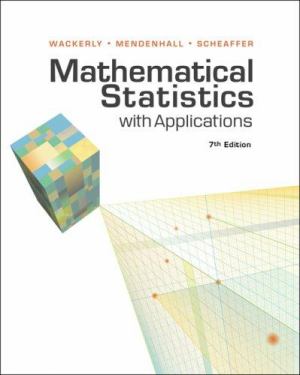 WACKERLY • MENDENHALL • SCHEAFFER
Mathematical
Statistics
with Applications
7th Edition